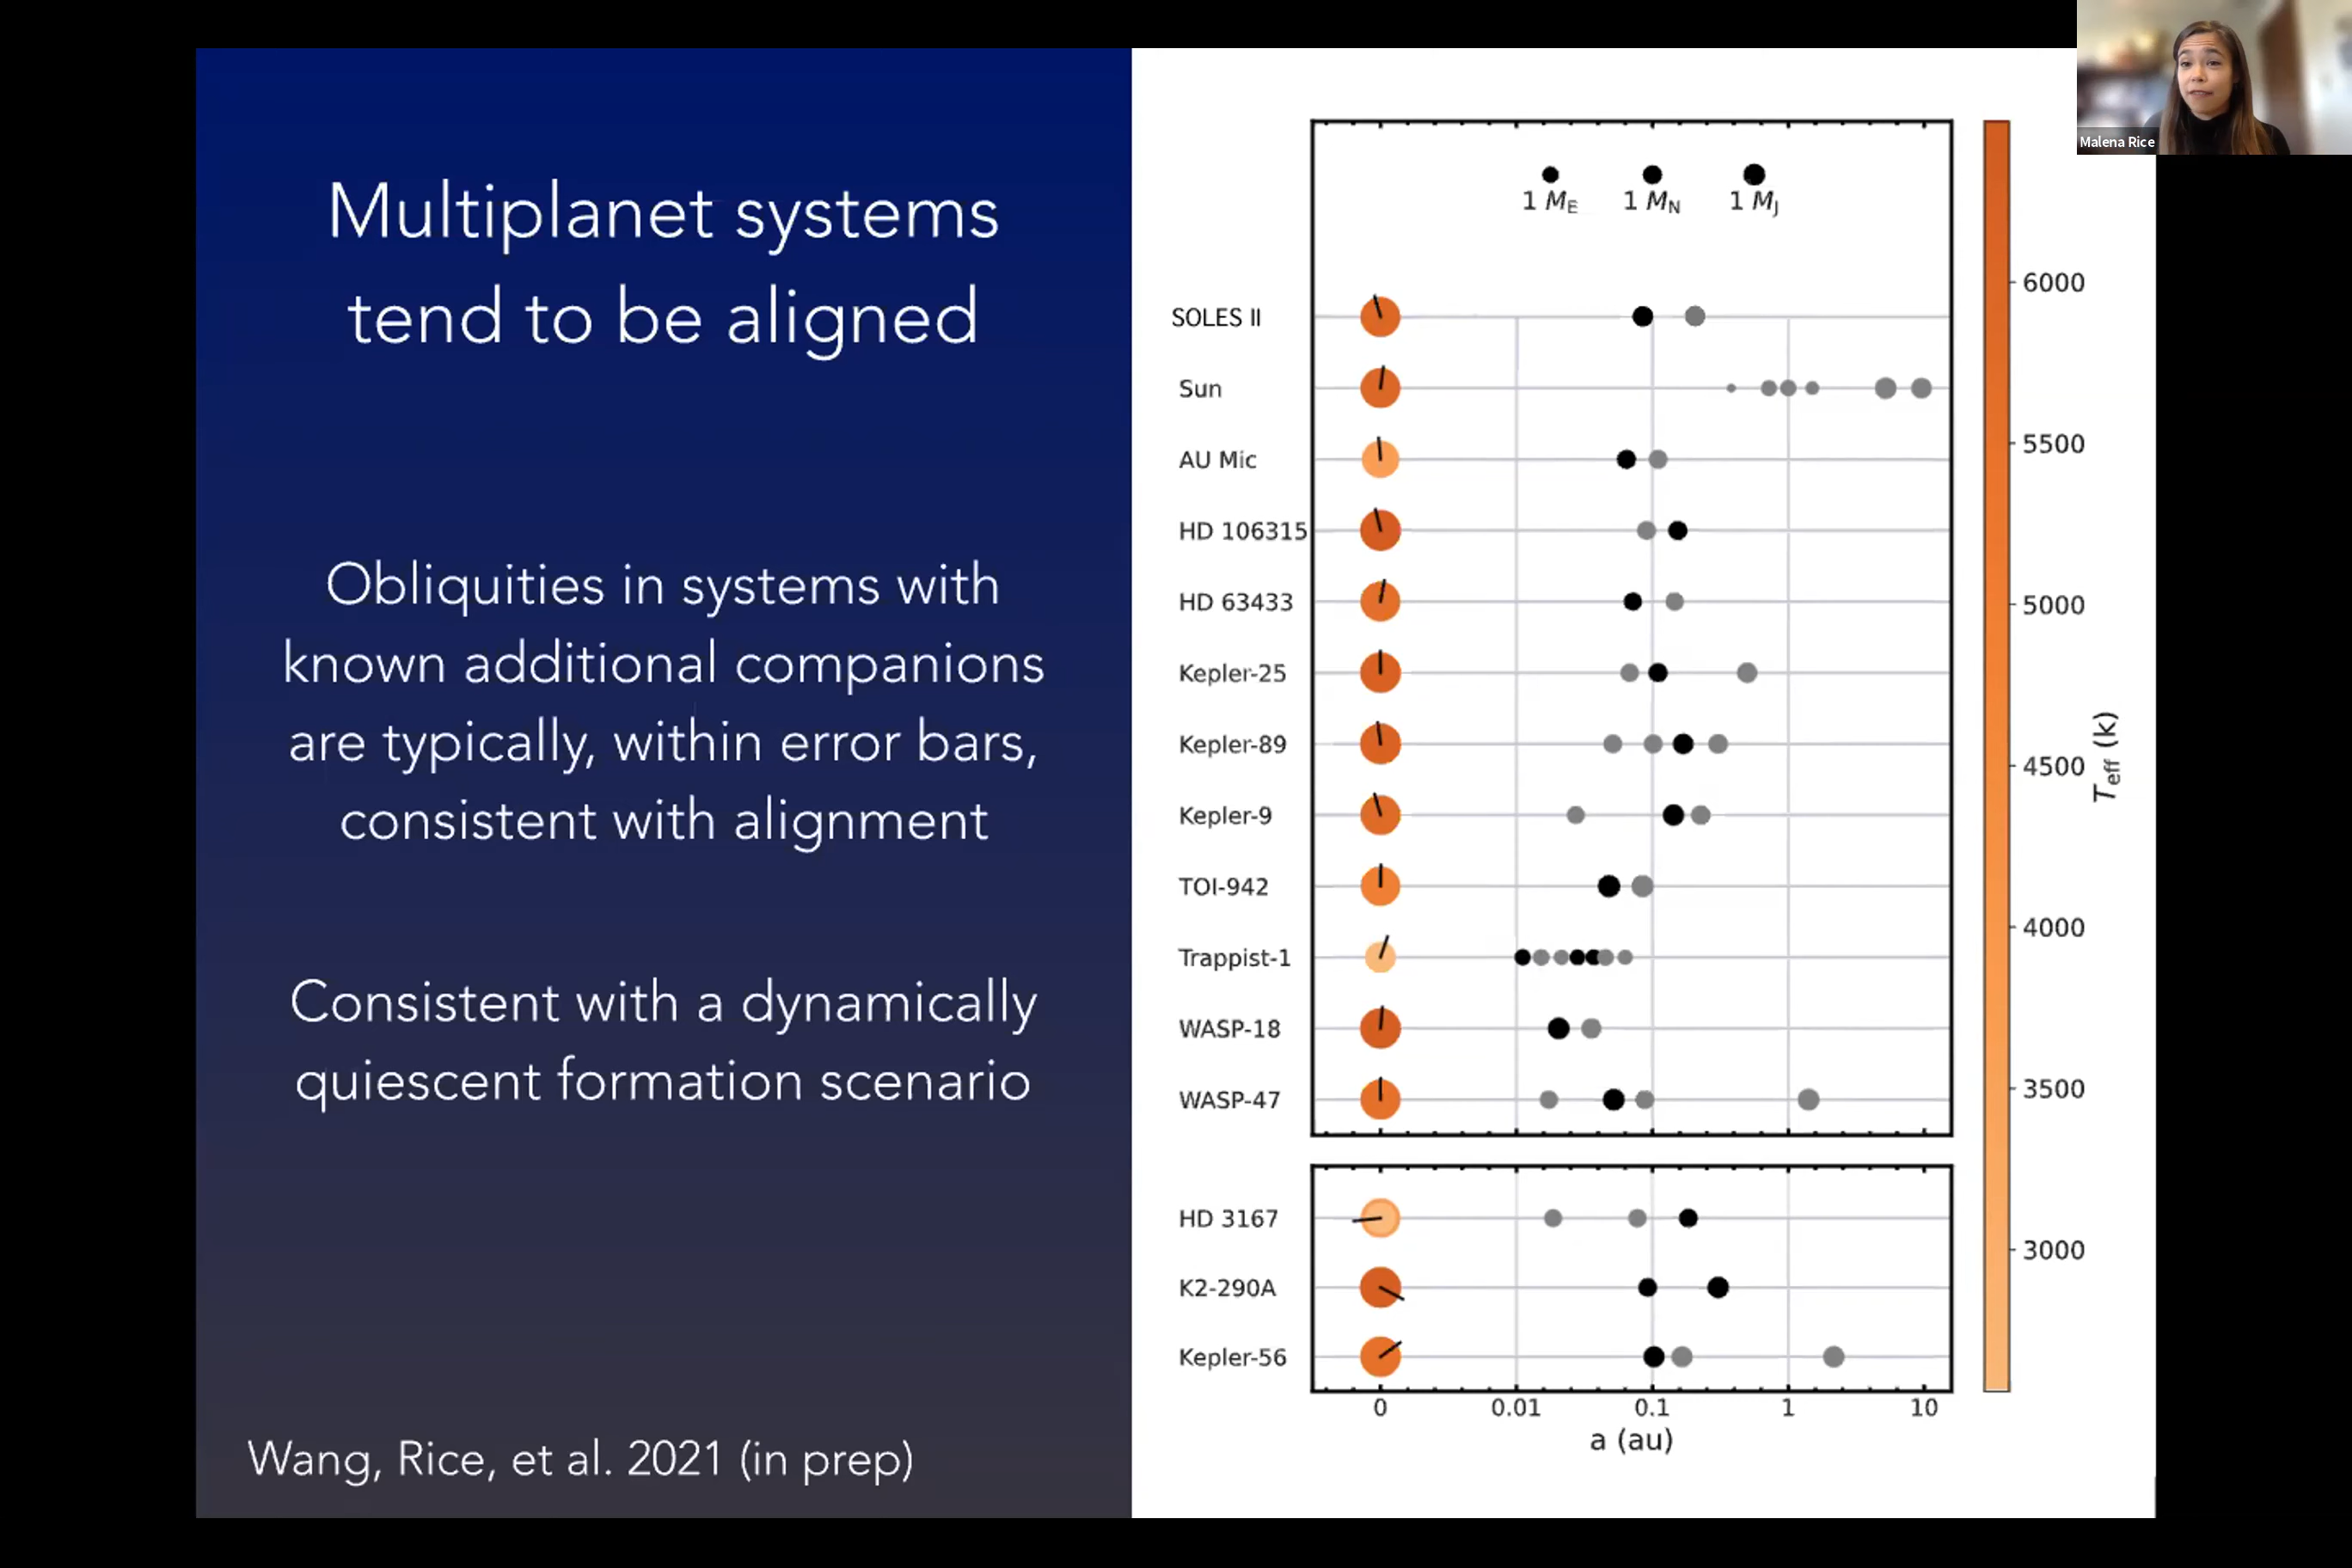 Multiplanet systems
tend to be aligned
Obliquities in systems with
known additional companions
are typically, within error bars,
consistent with alignment
Consistent with a dynamically
quiescent formation scenario
Wang, Rice, et al. 2021 (in prep)
1 M_E 1 M_N 1 M_J
SOLES II
Sun
AU Mic
HD 106315
HD 63433
Kepler-25
Kepler-89
Kepler-9
TOI-942
Trappist-1
WASP-18
WASP-47
HD 3167
K2-290A
Kepler-56
0 0.01 0.1 1 10
a (au)
6000
5500
5000
4500
4000
3500
3000
T_eff (k)
Malena Rice